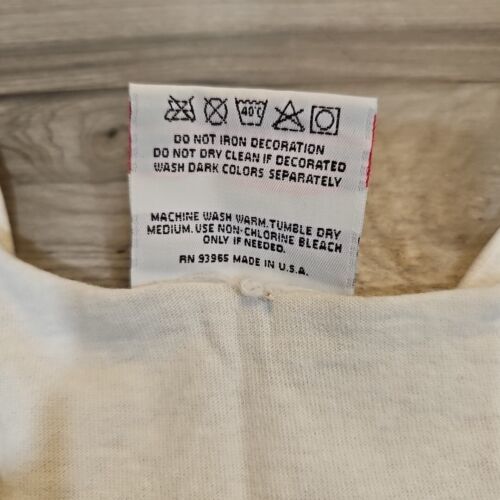 40°C
DO NOT IRON DECORATION
DO NOT DRY CLEAN IF DECORATED
WASH DARK COLORS SEPARATELY
MACHINE WASH WARM. TUMBLE DRY
MEDIUM. USE NON-CHLORINE BLEACH
ONLY IF NEEDED.
RN 93965 MADE IN U.S.A.